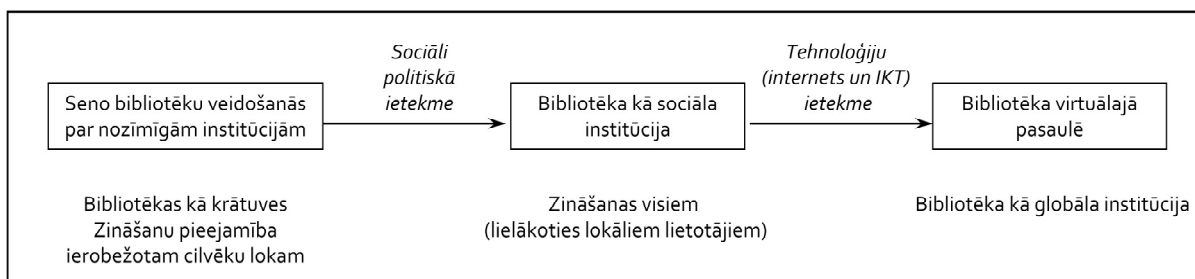 Seno bibliotēku veidošanās
par nozīmīgām institūcijām
Sociāli
politiskā
ietekme
Bibliotēka kā sociāla
institūcija
Tehnoloģiju
(internets un IKT)
ietekme
Bibliotēka virtuālajā
pasaulē
Bibliotēkas kā krātuves
Zināšanu pieejamība
ierobežotam cilvēku lokam
Zināšanas visiem
(lielākoties lokāliem lietotājiem)
Bibliotēka kā globāla institūcija